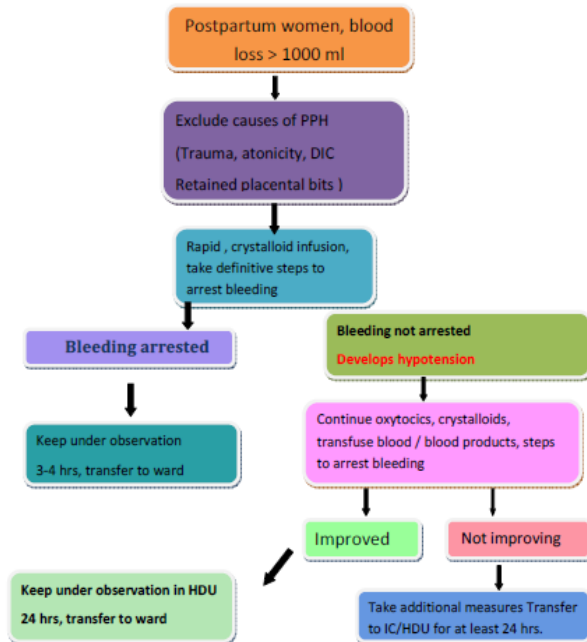 Postpartum women, blood
loss > 1000 ml
Exclude causes of PPH
(Trauma, atonicity, DIC
Retained placental bits )
Rapid , crystalloid infusion,
take definitive steps to
arrest bleeding
Bleeding arrested
Bleeding not arrested
Develops hypotension
Keep under observation
3-4 hrs, transfer to ward
Continue oxytocics, crystalloids,
transfuse blood / blood products, steps
to arrest bleeding
Improved
Not improving
Keep under observation in HDU
24 hrs, transfer to ward
Take additional measures Transfer
to IC/HDU for at least 24 hrs.